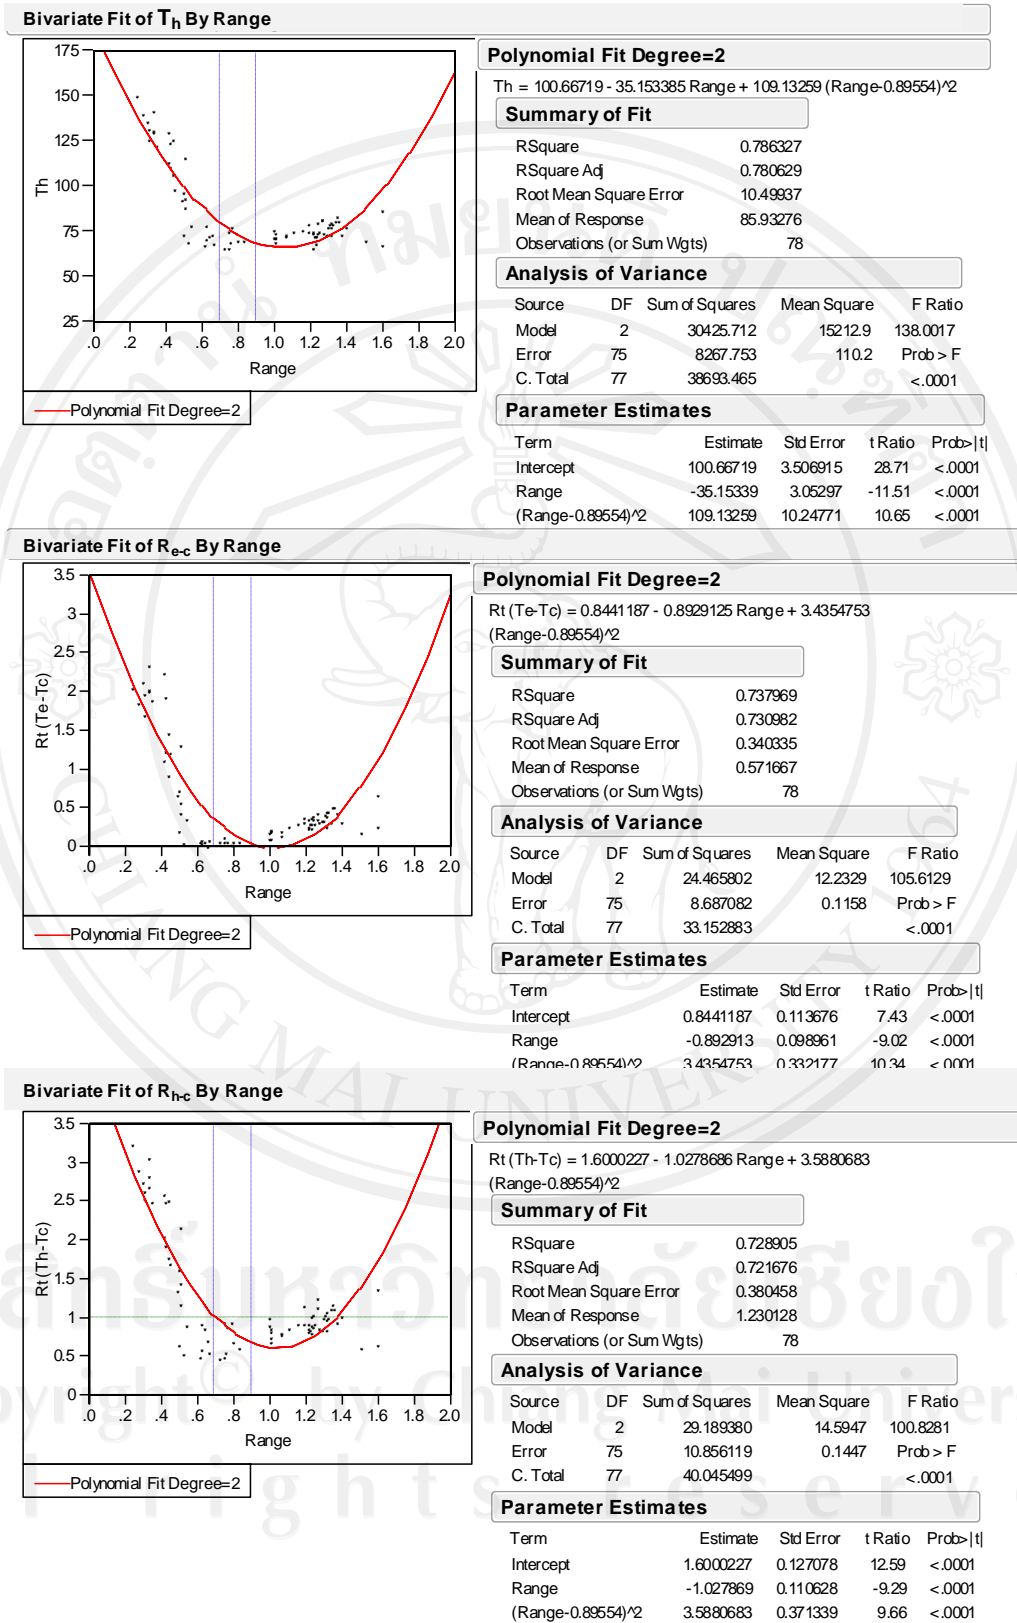 Bivariate Fit of Th By Range
175
150
125
100
75
50
25
Th
.0 .2 .4 .6 .8 1.0 1.2 1.4 1.6 1.8 2.0
Range
Polynomial Fit Degree=2
Polynomial Fit Degree=2
Th = 100.66719 - 35.153385 Range + 109.13259 (Range-0.89554)^2
Summary of Fit
RSquare 0.786327
RSquare Adj 0.780629
Root Mean Square Error 10.49937
Mean of Response 85.93276
Observations (or Sum Wgts) 78
Analysis of Variance
Source DF Sum of Squares Mean Square F Ratio
Model 2 30425.712 15212.9 138.0017
Error 75 8267.753 110.2 Prob > F
C. Total 77 38693.465 <.0001
Parameter Estimates
Term Estimate Std Error t Ratio Prob>|t|
Intercept 100.66719 3.506915 28.71 <.0001
Range -35.15339 3.05297 -11.51 <.0001
(Range-0.89554)^2 109.13259 10.24771 10.65 <.0001
Bivariate Fit of Re-c By Range
3.5
3
2.5
2
1.5
1
0.5
0
Rt (Te-Tc)
.0 .2 .4 .6 .8 1.0 1.2 1.4 1.6 1.8 2.0
Range
Polynomial Fit Degree=2
Polynomial Fit Degree=2
Rt (Te-Tc) = 0.8441187 - 0.8929125 Range + 3.4354753
(Range-0.89554)^2
Summary of Fit
RSquare 0.737969
RSquare Adj 0.730982
Root Mean Square Error 0.340335
Mean of Response 0.571667
Observations (or Sum Wgts) 78
Analysis of Variance
Source DF Sum of Squares Mean Square F Ratio
Model 2 24.465802 12.2329 105.6129
Error 75 8.687082 0.1158 Prob > F
C. Total 77 33.152883 <.0001
Parameter Estimates
Term Estimate Std Error t Ratio Prob>|t|
Intercept 0.8441187 0.113676 7.43 <.0001
Range -0.892913 0.098961 -9.02 <.0001
(Range-0.89554)^2 3.4354753 0.332177 10.34 <.0001
Bivariate Fit of Rh-c By Range
3.5
3
2.5
2
1.5
1
0.5
0
Rt (Th-Tc)
.0 .2 .4 .6 .8 1.0 1.2 1.4 1.6 1.8 2.0
Range
Polynomial Fit Degree=2
Polynomial Fit Degree=2
Rt (Th-Tc) = 1.6000227 - 1.0278686 Range + 3.5880683
(Range-0.89554)^2
Summary of Fit
RSquare 0.728905
RSquare Adj 0.721676
Root Mean Square Error 0.380458
Mean of Response 1.230128
Observations (or Sum Wgts) 78
Analysis of Variance
Source DF Sum of Squares Mean Square F Ratio
Model 2 29.189380 14.5947 100.8281
Error 75 10.856119 0.1447 Prob > F
C. Total 77 40.045499 <.0001
Parameter Estimates
Term Estimate Std Error t Ratio Prob>|t|
Intercept 1.6000227 0.127078 12.59 <.0001
Range -1.027869 0.110628 -9.29 <.0001
(Range-0.89554)^2 3.5880683 0.371339 9.66 <.0001
CHIANG MAI UNIVERSITY 1964
by Chiang Mai
rights